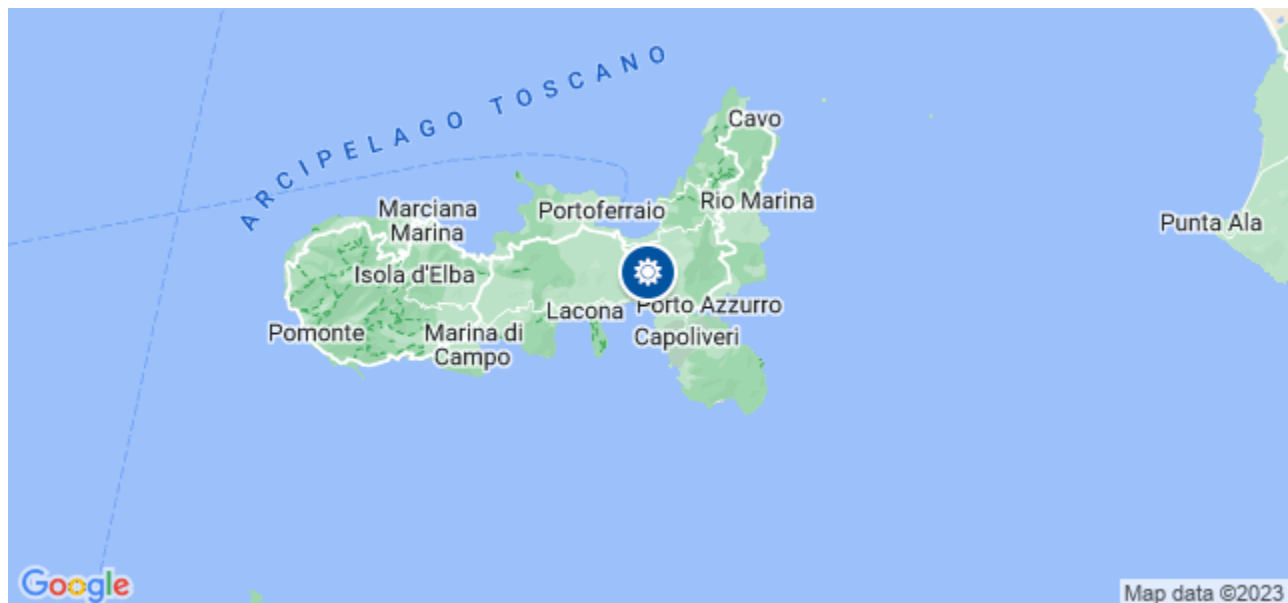 ARCIPELAGO TOSCANO
Cavo
Marciana
Marina
Portoferraio
Rio Marina
Punta Ala
Isola d'Elba
Lacona
Porto Azzurro
Pomonte
Marina di
Campo
Capoliveri
Google
Map data ©2023